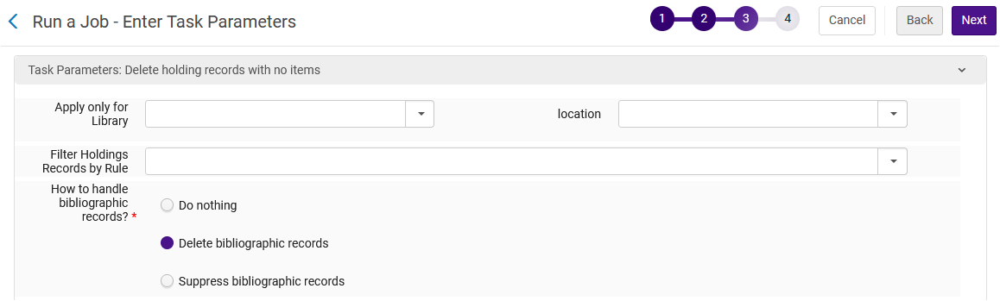 Run a Job - Enter Task Parameters
1 2 3 4
Cancel Back Next
Task Parameters: Delete holding records with no items
Apply only for
Library
location
Filter Holdings
Records by Rule
How to handle
bibliographic
records? *
Do nothing
Delete bibliographic records
Suppress bibliographic records